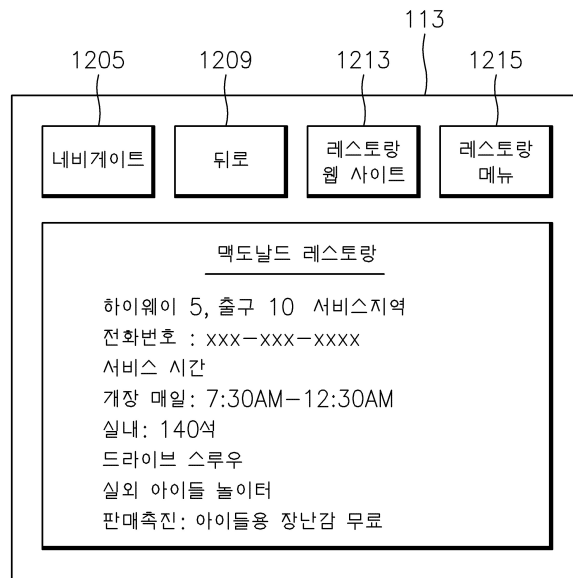 113
1205
1209
1213
1215
네비게이트
뒤로
레스토랑
웹 사이트
레스토랑
메뉴
맥도날드 레스토랑
하이웨이 5, 출구 10 서비스지역
전화번호 : xxx-xxx-xxxx
서비스 시간
개장 매일: 7:30AM-12:30AM
실내: 140석
드라이브 스루우
실외 아이들 놀이터
판매촉진: 아이들용 장난감 무료